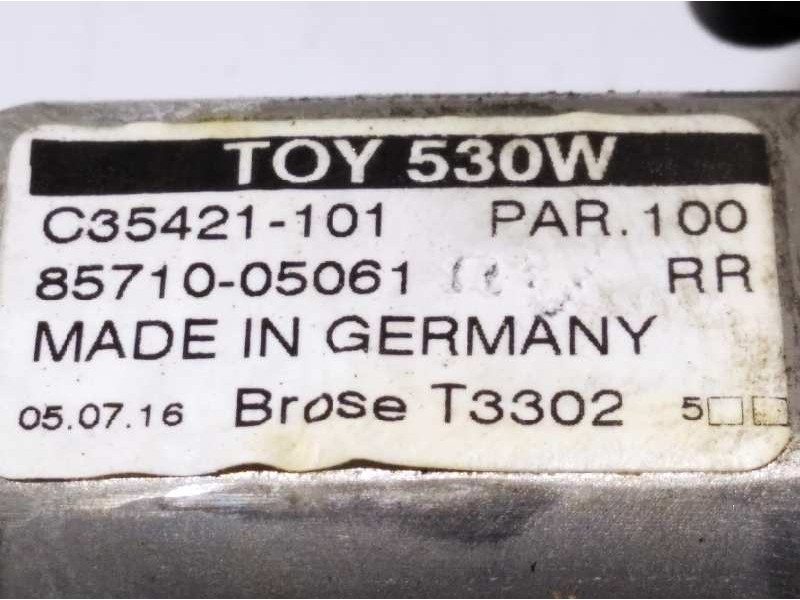 TOY 530W
C35421-101 PAR.100
85710-05061 RR
MADE IN GERMANY
05.07.16 Brose T3302 5